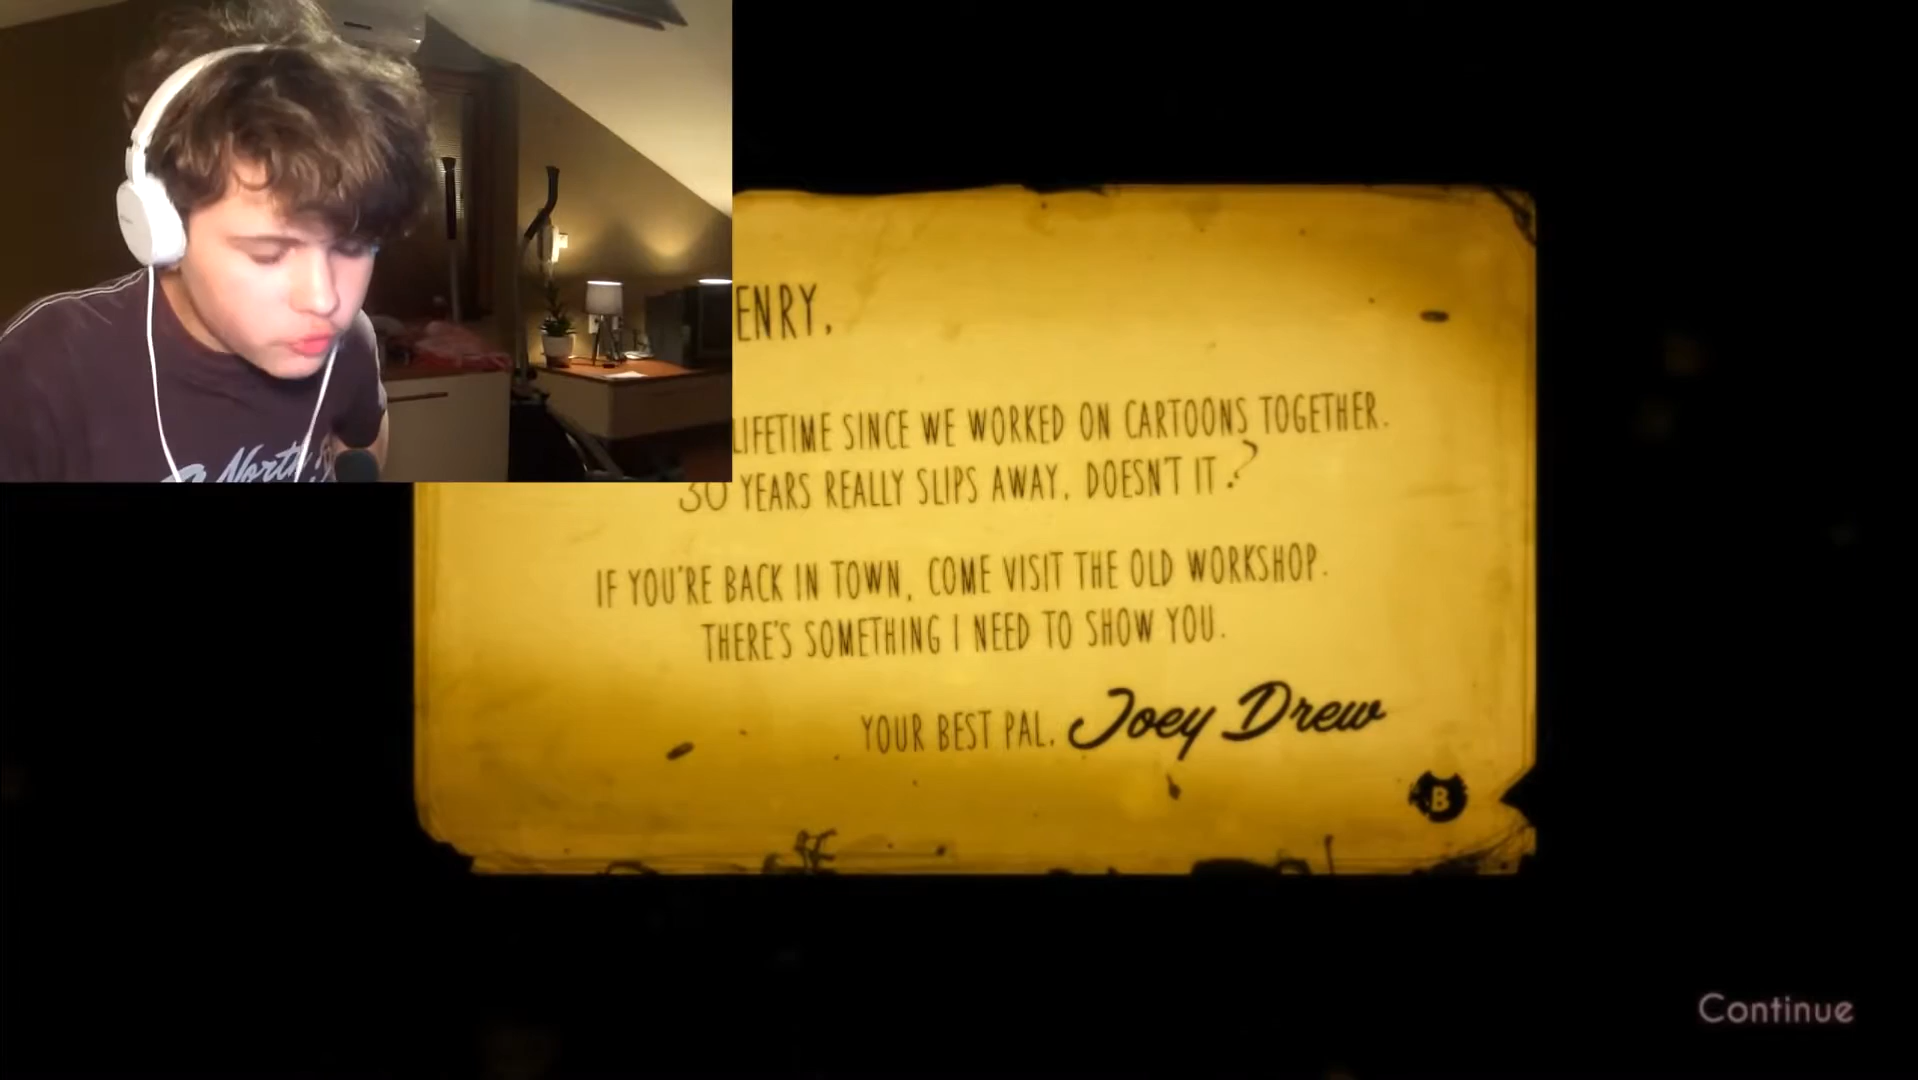 ENRY,
LIFETIME SINCE WE WORKED ON CARTOONS TOGETHER.
30 YEARS REALLY SLIPS AWAY, DOESN'T IT?
IF YOU'RE BACK IN TOWN, COME VISIT THE OLD WORKSHOP.
THERE'S SOMETHING I NEED TO SHOW YOU.
YOUR BEST PAL, Joey Drew
B
North
Continue